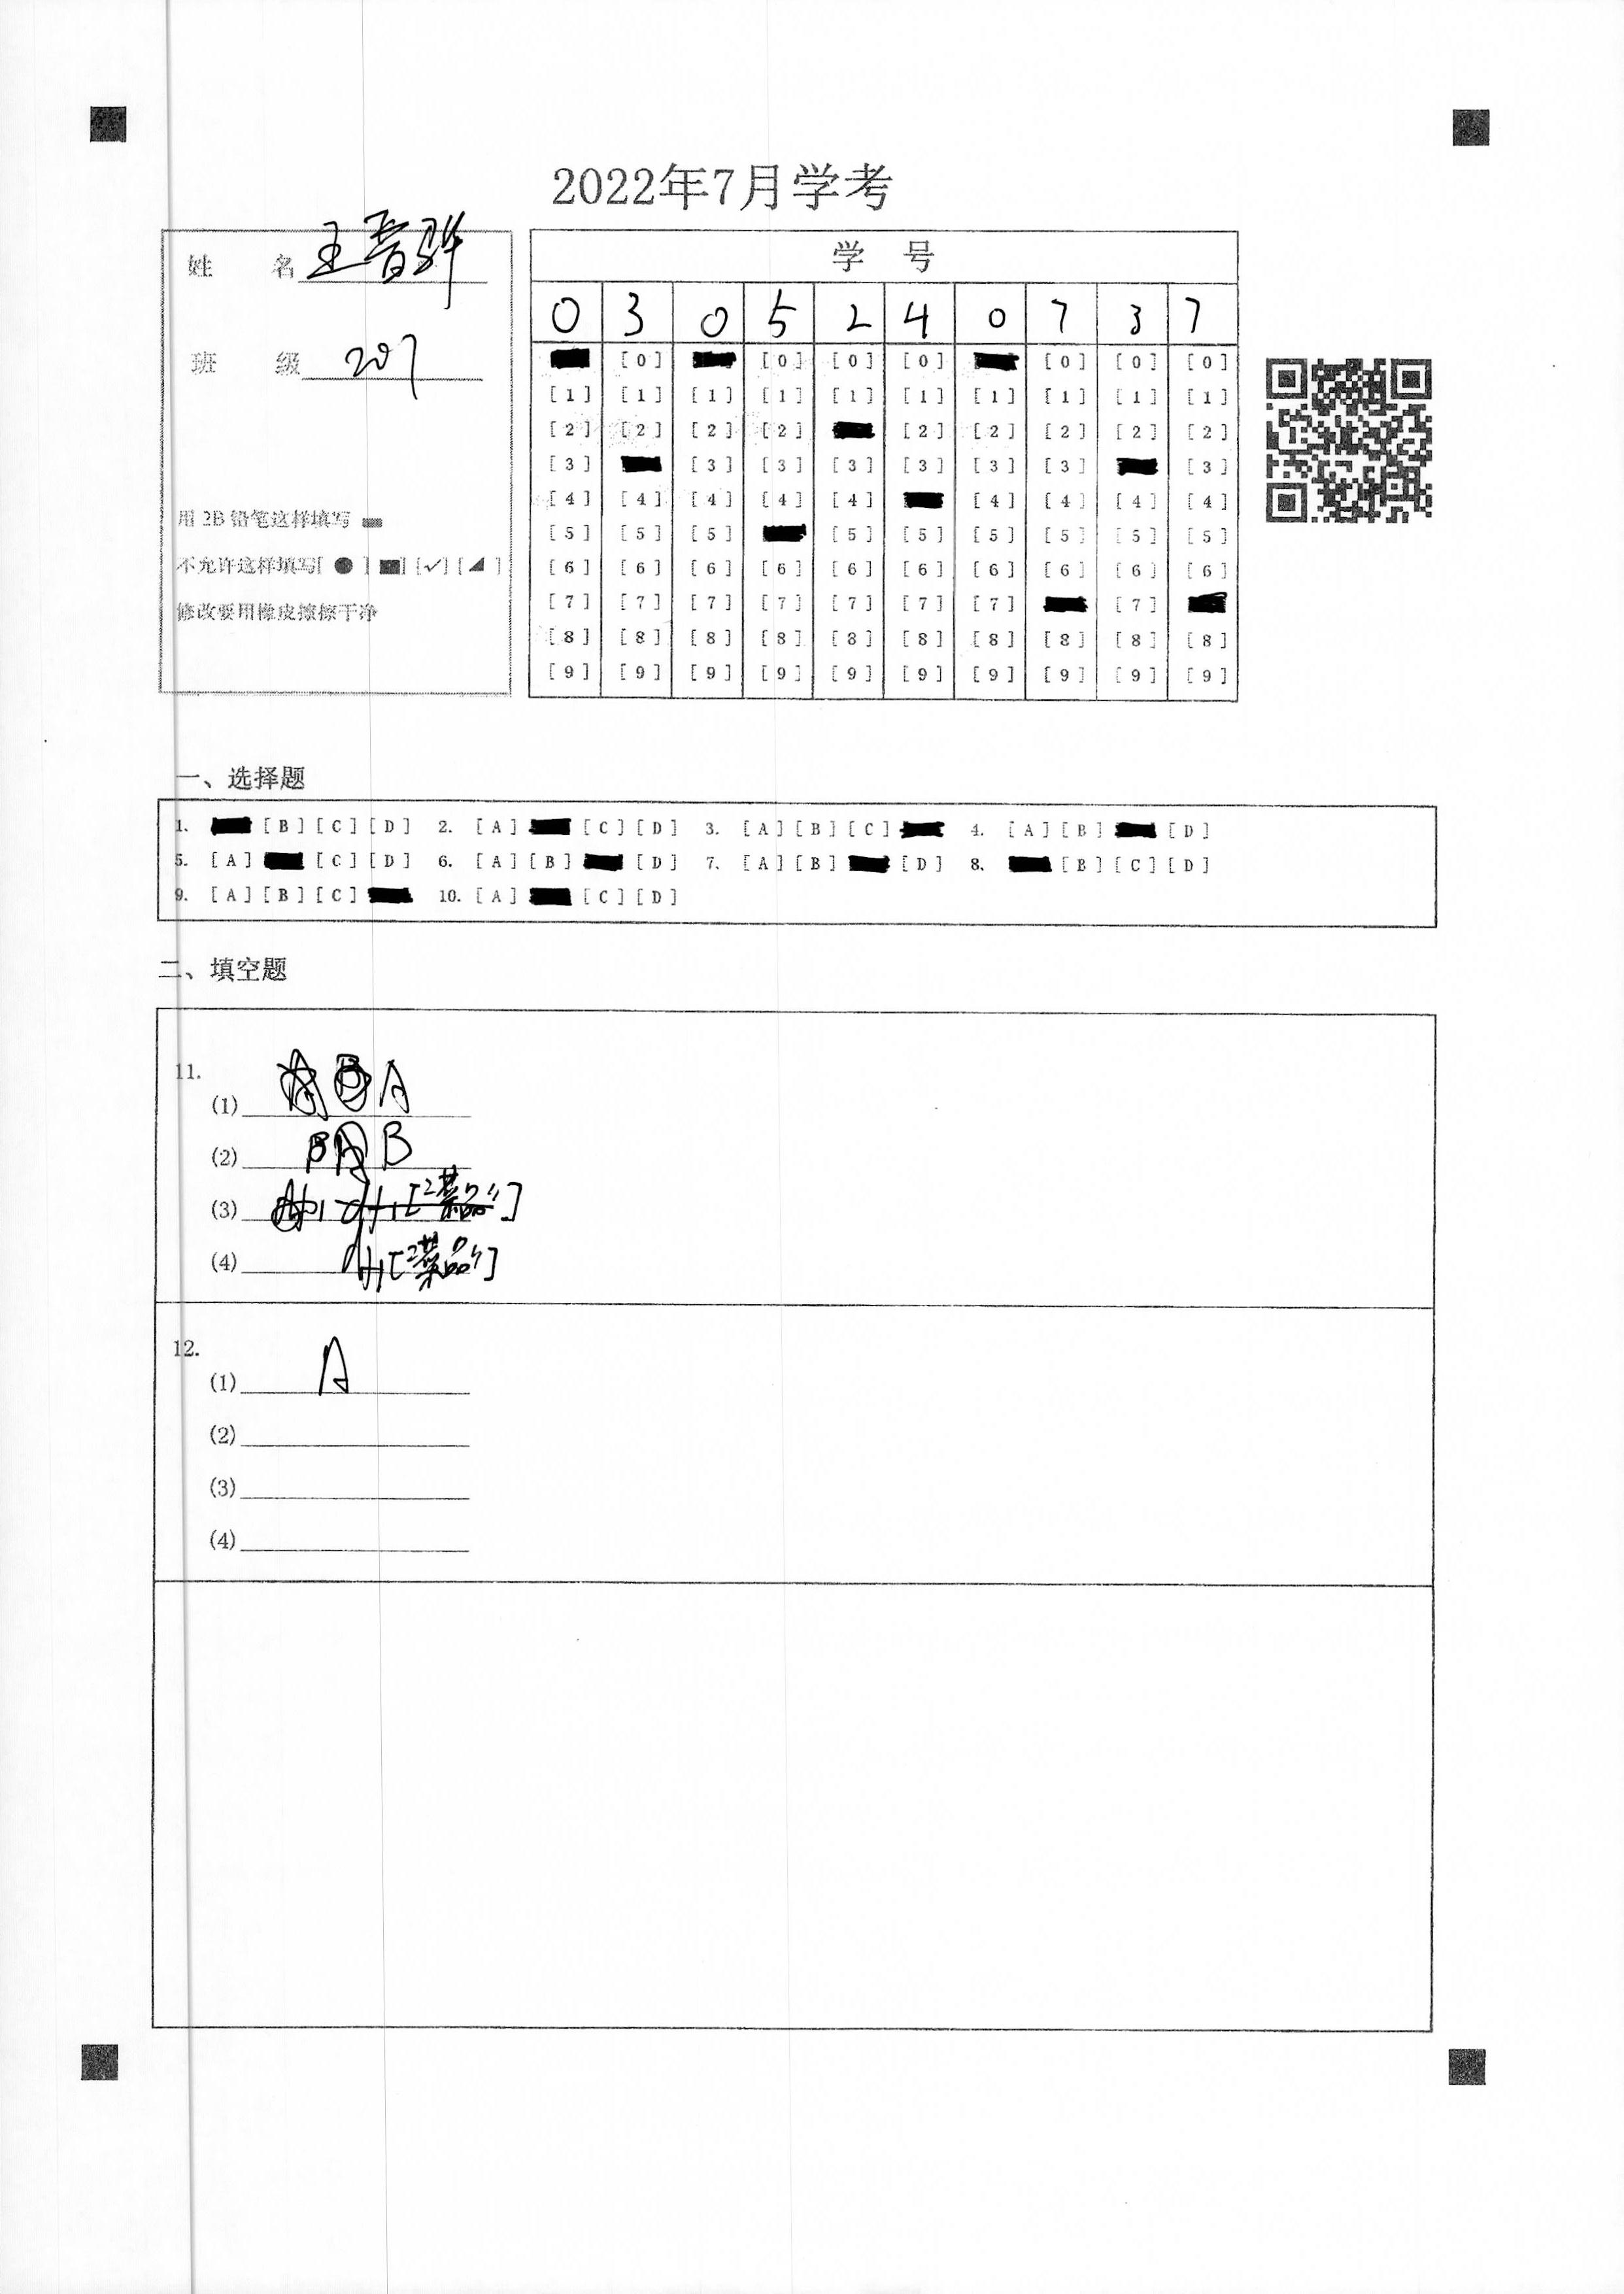 2022年7月学考
姓 名 王晋骅
班 级 207
用 2B 铅笔这样填写
不允许这样填写[ ● ] [■] [✓] [◢ ]
修改要用橡皮擦擦干净
学 号
0 3 0 5 2 4 0 7 3 7
[0] [0] [0] [0] [0] [0] [0]
[1] [1] [1] [1] [1] [1] [1] [1] [1] [1]
[2] [2] [2] [2] [2] [2] [2] [2] [2]
[3] [3] [3] [3] [3] [3] [3] [3]
[4] [4] [4] [4] [4] [4] [4] [4] [4]
[5] [5] [5] [5] [5] [5] [5] [5] [5]
[6] [6] [6] [6] [6] [6] [6] [6] [6] [6]
[7] [7] [7] [7] [7] [7] [7] [7]
[8] [8] [8] [8] [8] [8] [8] [8] [8] [8]
[9] [9] [9] [9] [9] [9] [9] [9] [9] [9]
一、选择题
1. [B] [C] [D] 2. [A] [C] [D] 3. [A] [B] [C] 4. [A] [B] [D]
5. [A] [C] [D] 6. [A] [B] [D] 7. [A] [B] [D] 8. [B] [C] [D]
9. [A] [B] [C] 10. [A] [C] [D]
二、填空题
11.
(1) A
(2) B
(3)
(4) df1["菜品"]
12.
(1) A
(2)
(3)
(4)